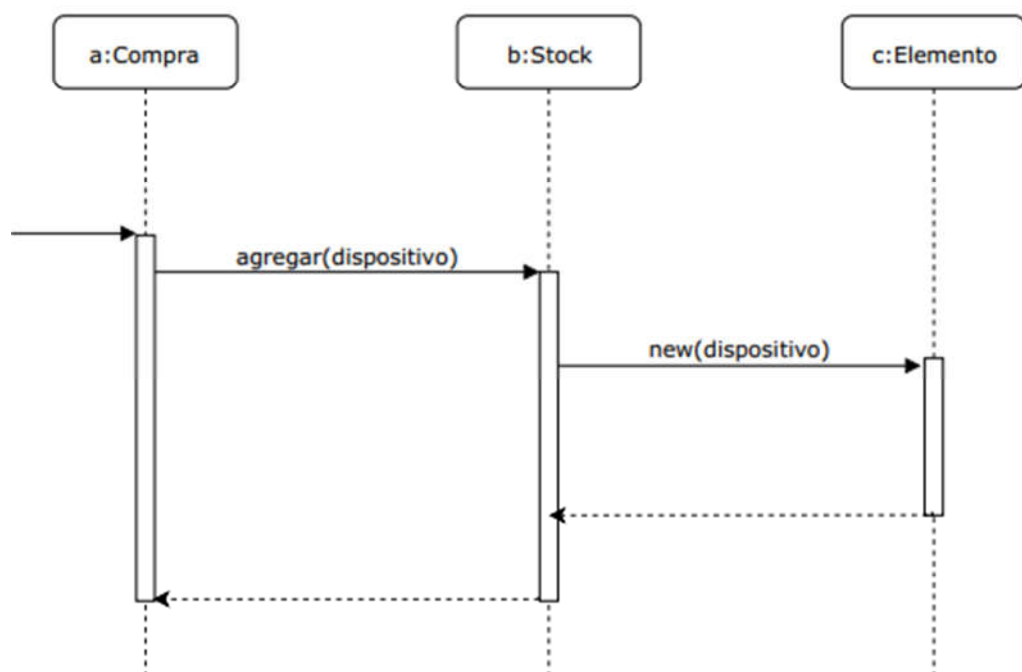 a:Compra
b:Stock
c:Elemento
agregar(dispositivo)
new(dispositivo)